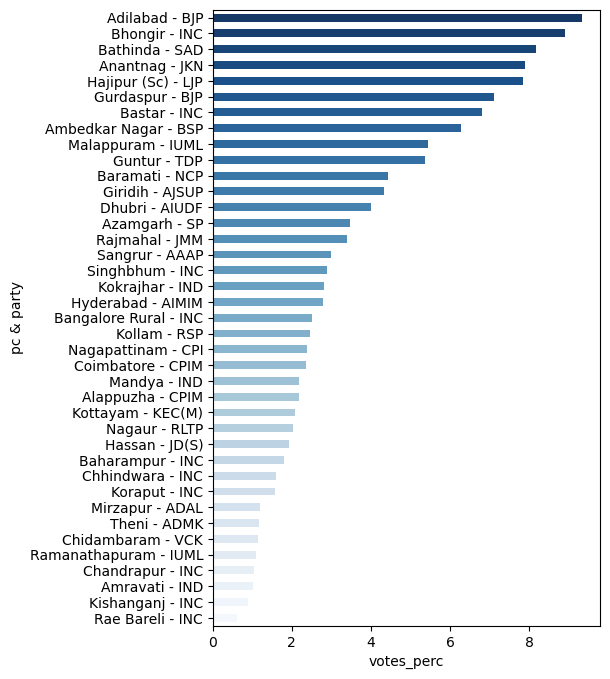 Adilabad - BJP
Bhongir - INC
Bathinda - SAD
Anantnag - JKN
Hajipur (Sc) - LJP
Gurdaspur - BJP
Bastar - INC
Ambedkar Nagar - BSP
Malappuram - IUML
Guntur - TDP
Baramati - NCP
Giridih - AJSUP
Dhubri - AIUDF
Azamgarh - SP
Rajmahal - JMM
Sangrur - AAAP
Singhbhum - INC
Kokrajhar - IND
Hyderabad - AIMIM
Bangalore Rural - INC
Kollam - RSP
Nagapattinam - CPI
Coimbatore - CPIM
Mandya - IND
Alappuzha - CPIM
Kottayam - KEC(M)
Nagaur - RLTP
Hassan - JD(S)
Baharampur - INC
Chhindwara - INC
Koraput - INC
Mirzapur - ADAL
Theni - ADMK
Chidambaram - VCK
Ramanathapuram - IUML
Chandrapur - INC
Amravati - IND
Kishanganj - INC
Rae Bareli - INC
pc & party
0 2 4 6 8
votes_perc